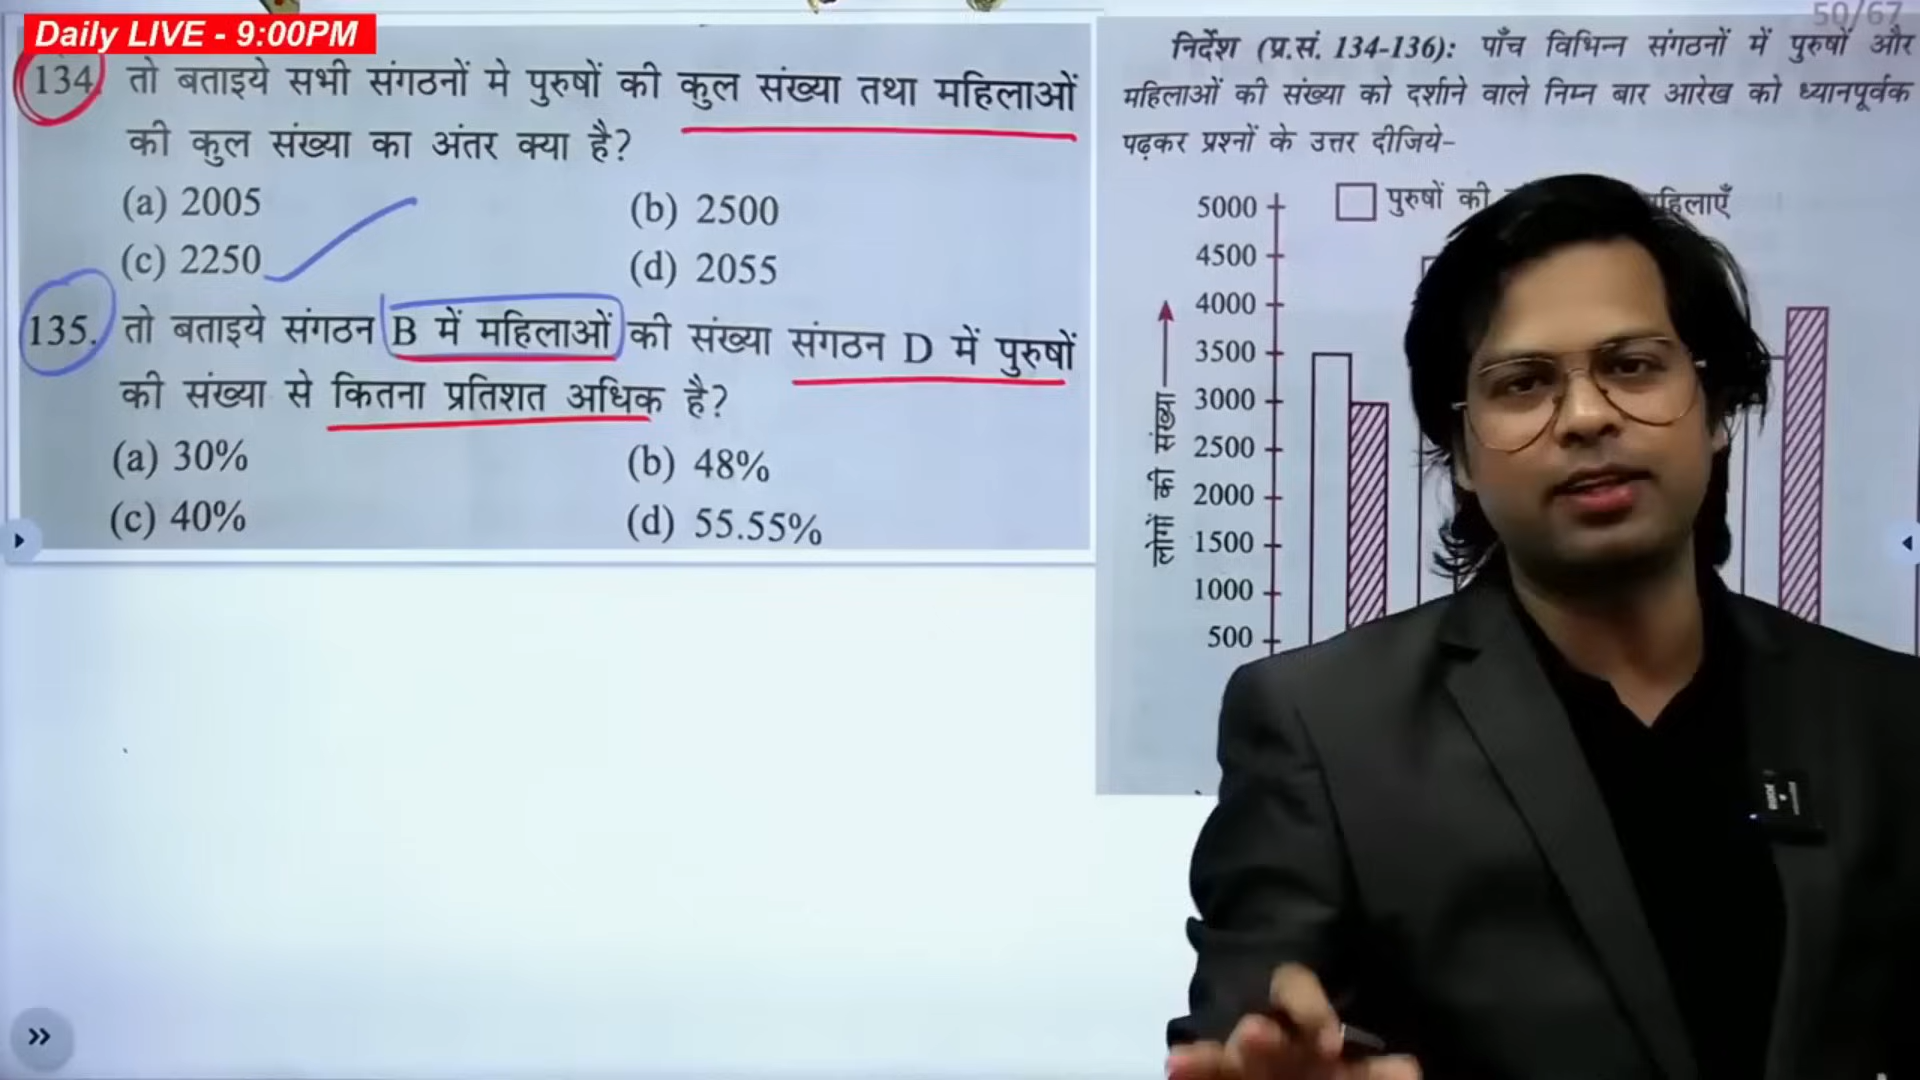 Daily LIVE - 9:00PM
50/67
134. तो बताइये सभी संगठनों मे पुरुषों की कुल संख्या तथा महिलाओं
की कुल संख्या का अंतर क्या है?
(a) 2005
(b) 2500
(c) 2250
(d) 2055
135. तो बताइये संगठन B में महिलाओं की संख्या संगठन D में पुरुषों
की संख्या से कितना प्रतिशत अधिक है?
(a) 30%
(b) 48%
(c) 40%
(d) 55.55%
निर्देश (प्र.सं. 134-136): पाँच विभिन्न संगठनों में पुरुषों और
महिलाओं की संख्या को दर्शाने वाले निम्न बार आरेख को ध्यानपूर्वक
पढ़कर प्रश्नों के उत्तर दीजिये-
पुरुषों की
5000
4500
4000
3500
3000
2500
2000
1500
1000
500
लोगों की संख्या